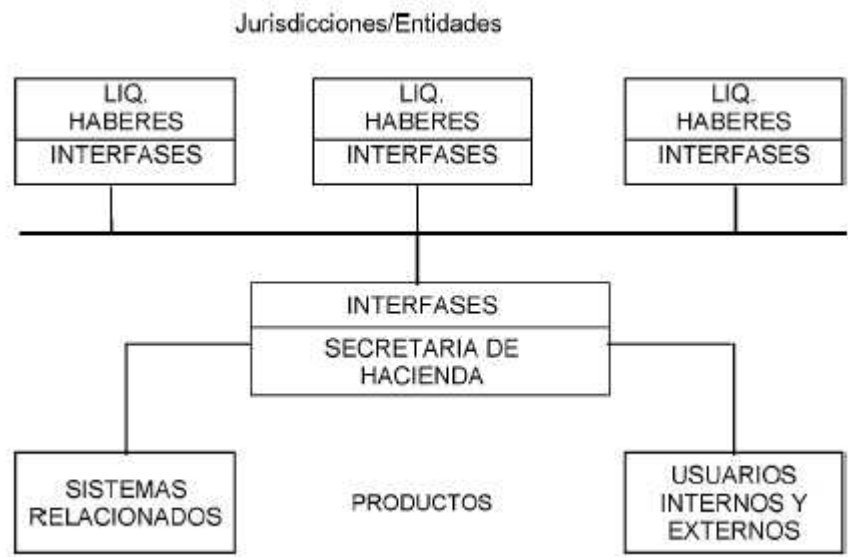 Jurisdicciones/Entidades
LIQ.
HABERES
INTERFASES
LIQ.
HABERES
INTERFASES
LIQ.
HABERES
INTERFASES
INTERFASES
SECRETARIA DE
HACIENDA
SISTEMAS
RELACIONADOS
PRODUCTOS
USUARIOS
INTERNOS Y
EXTERNOS